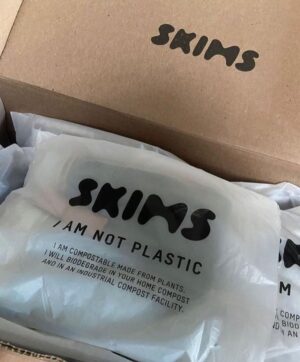 SKIMS
SKIMS
I AM NOT PLASTIC
I AM COMPOSTABLE MADE FROM PLANTS.
I WILL BIODEGRADE IN YOUR HOME COMPOST
AND IN AN INDUSTRIAL COMPOST FACILITY.